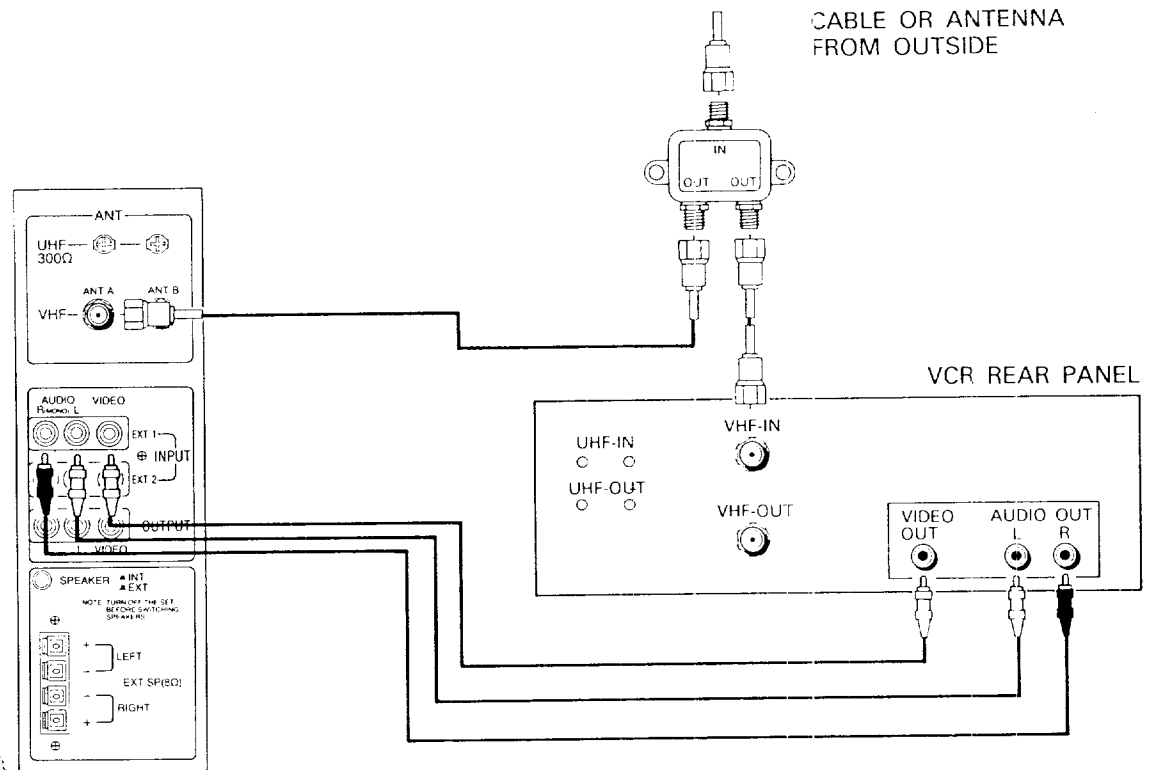 CABLE OR ANTENNA
FROM OUTSIDE
IN
OUT OUT
ANT
UHF
300Ω
ANT A ANT B
VHF
AUDIO VIDEO
R(MONO) L
EXT 1
INPUT
EXT 2
OUTPUT
L VIDEO
SPEAKER INT
EXT
NOTE TURN OFF THE SET
BEFORE SWITCHING
SPEAKERS
+
LEFT
−
EXT SP(8Ω)
−
RIGHT
+
VCR REAR PANEL
UHF-IN
UHF-OUT
VHF-IN
VHF-OUT
VIDEO
OUT
AUDIO OUT
L R